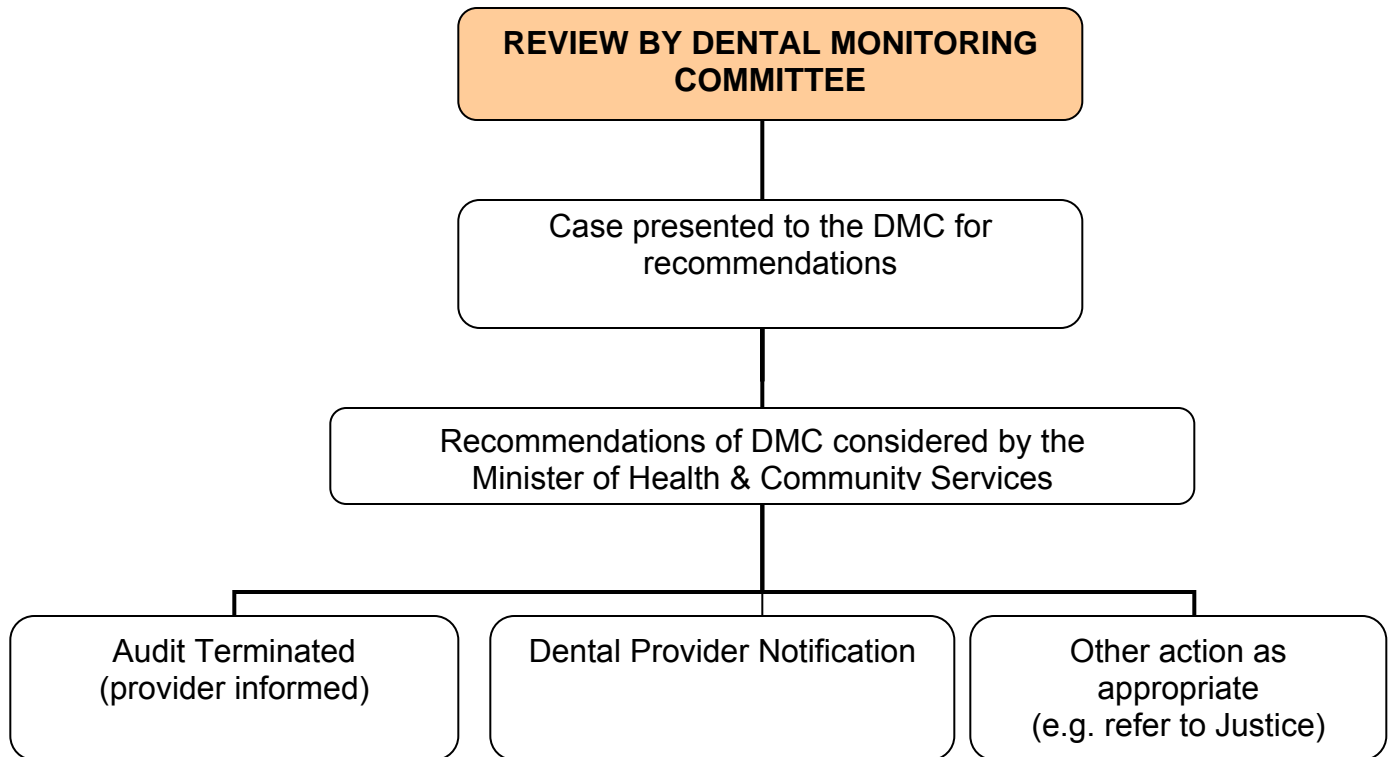 REVIEW BY DENTAL MONITORING
COMMITTEE
Case presented to the DMC for
recommendations
Recommendations of DMC considered by the
Minister of Health & Community Services
Audit Terminated
(provider informed)
Dental Provider Notification
Other action as
appropriate
(e.g. refer to Justice)